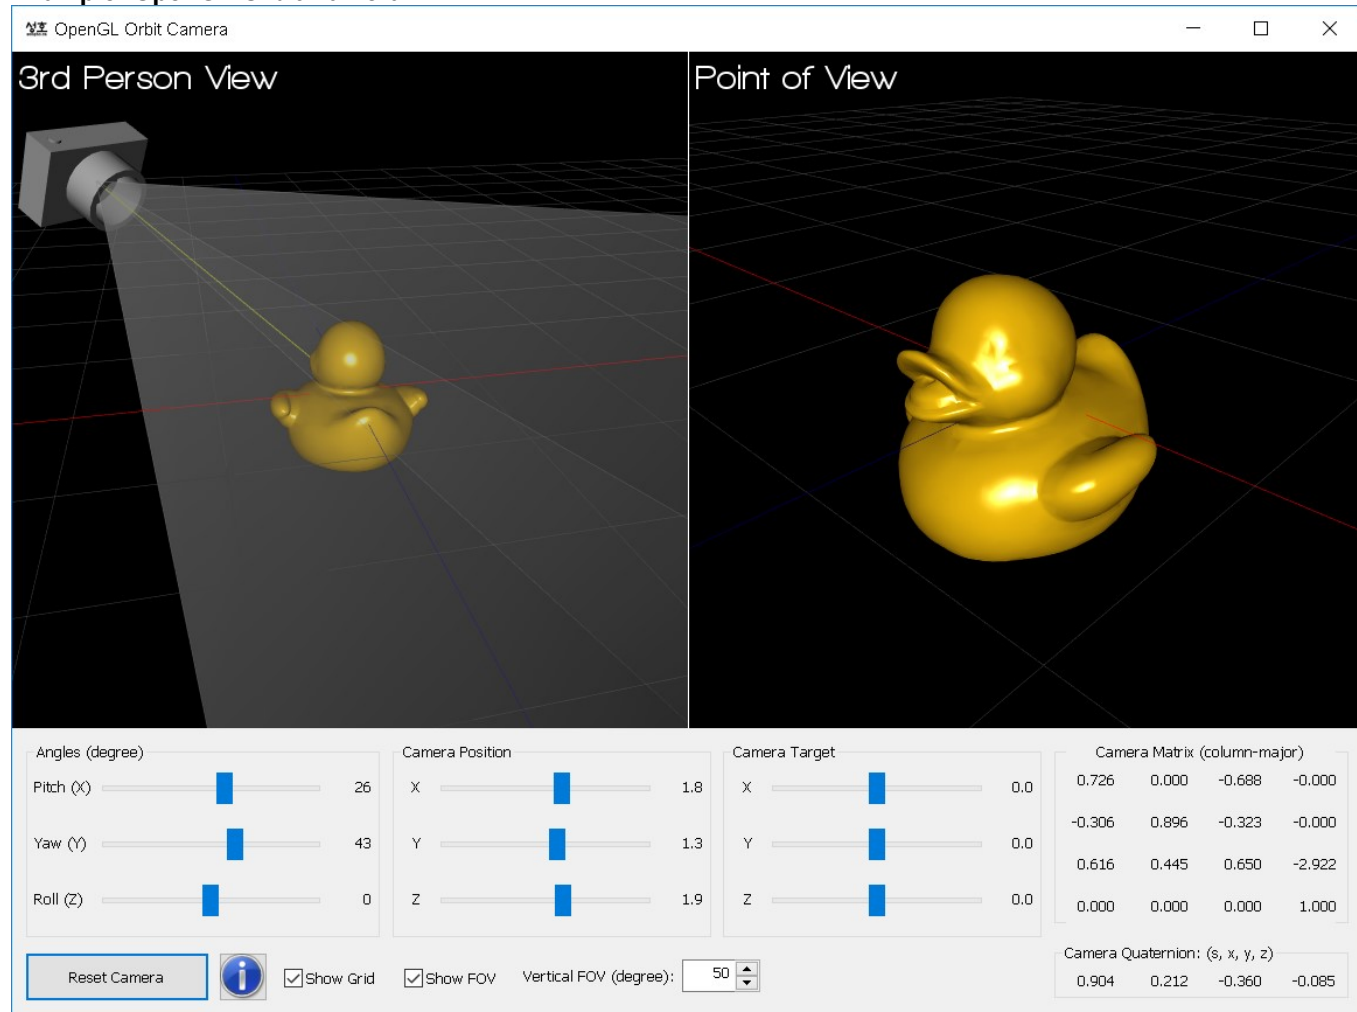 OpenGL Orbit Camera
3rd Person View
Point of View
Angles (degree)
Pitch (X) 26
Yaw (Y) 43
Roll (Z) 0
Camera Position
X 1.8
Y 1.3
Z 1.9
Camera Target
X 0.0
Y 0.0
Z 0.0
Camera Matrix (column-major)
0.726 0.000 -0.688 -0.000
-0.306 0.896 -0.323 -0.000
0.616 0.445 0.650 -2.922
0.000 0.000 0.000 1.000
Reset Camera
Show Grid
Show FOV
Vertical FOV (degree): 50
Camera Quaternion: (s, x, y, z)
0.904 0.212 -0.360 -0.085